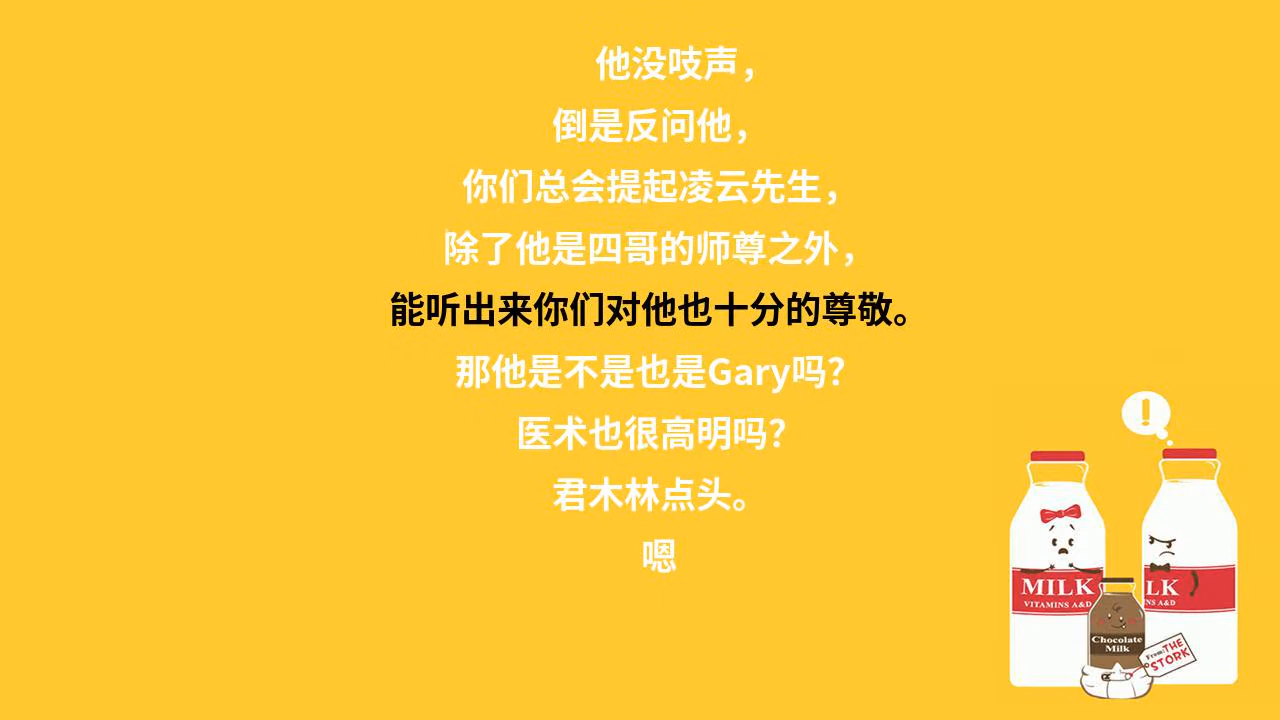 他没吱声，
倒是反问他，
你们总会提起凌云先生，
除了他是四哥的师尊之外，
能听出来你们对他也十分的尊敬。
那他是不是也是Gary吗？
医术也很高明吗？
君木林点头。
嗯
!
MILK
VITAMINS A&D
LK
NS A&D
Chocolate
Milk
From: THE
STORK